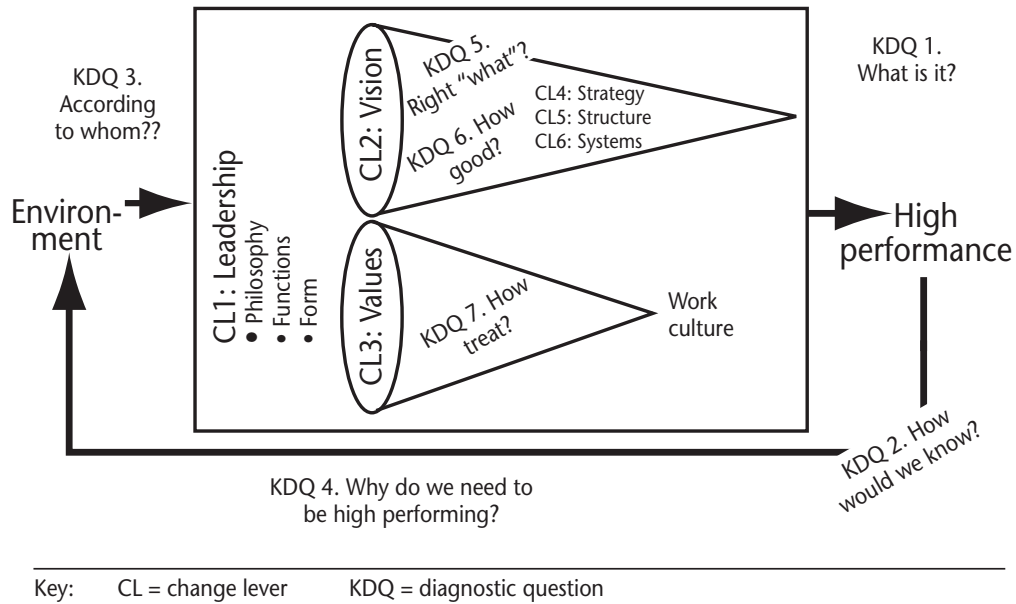 KDQ 3.
According
to whom??
Environ-
ment
CL1: Leadership
• Philosophy
• Functions
• Form
CL2: Vision
KDQ 5.
Right “what”?
KDQ 6. How
good?
CL4: Strategy
CL5: Structure
CL6: Systems
CL3: Values
KDQ 7. How
treat?
Work
culture
KDQ 1.
What is it?
High
performance
KDQ 2. How
would we know?
KDQ 4. Why do we need to
be high performing?
Key: CL = change lever KDQ = diagnostic question